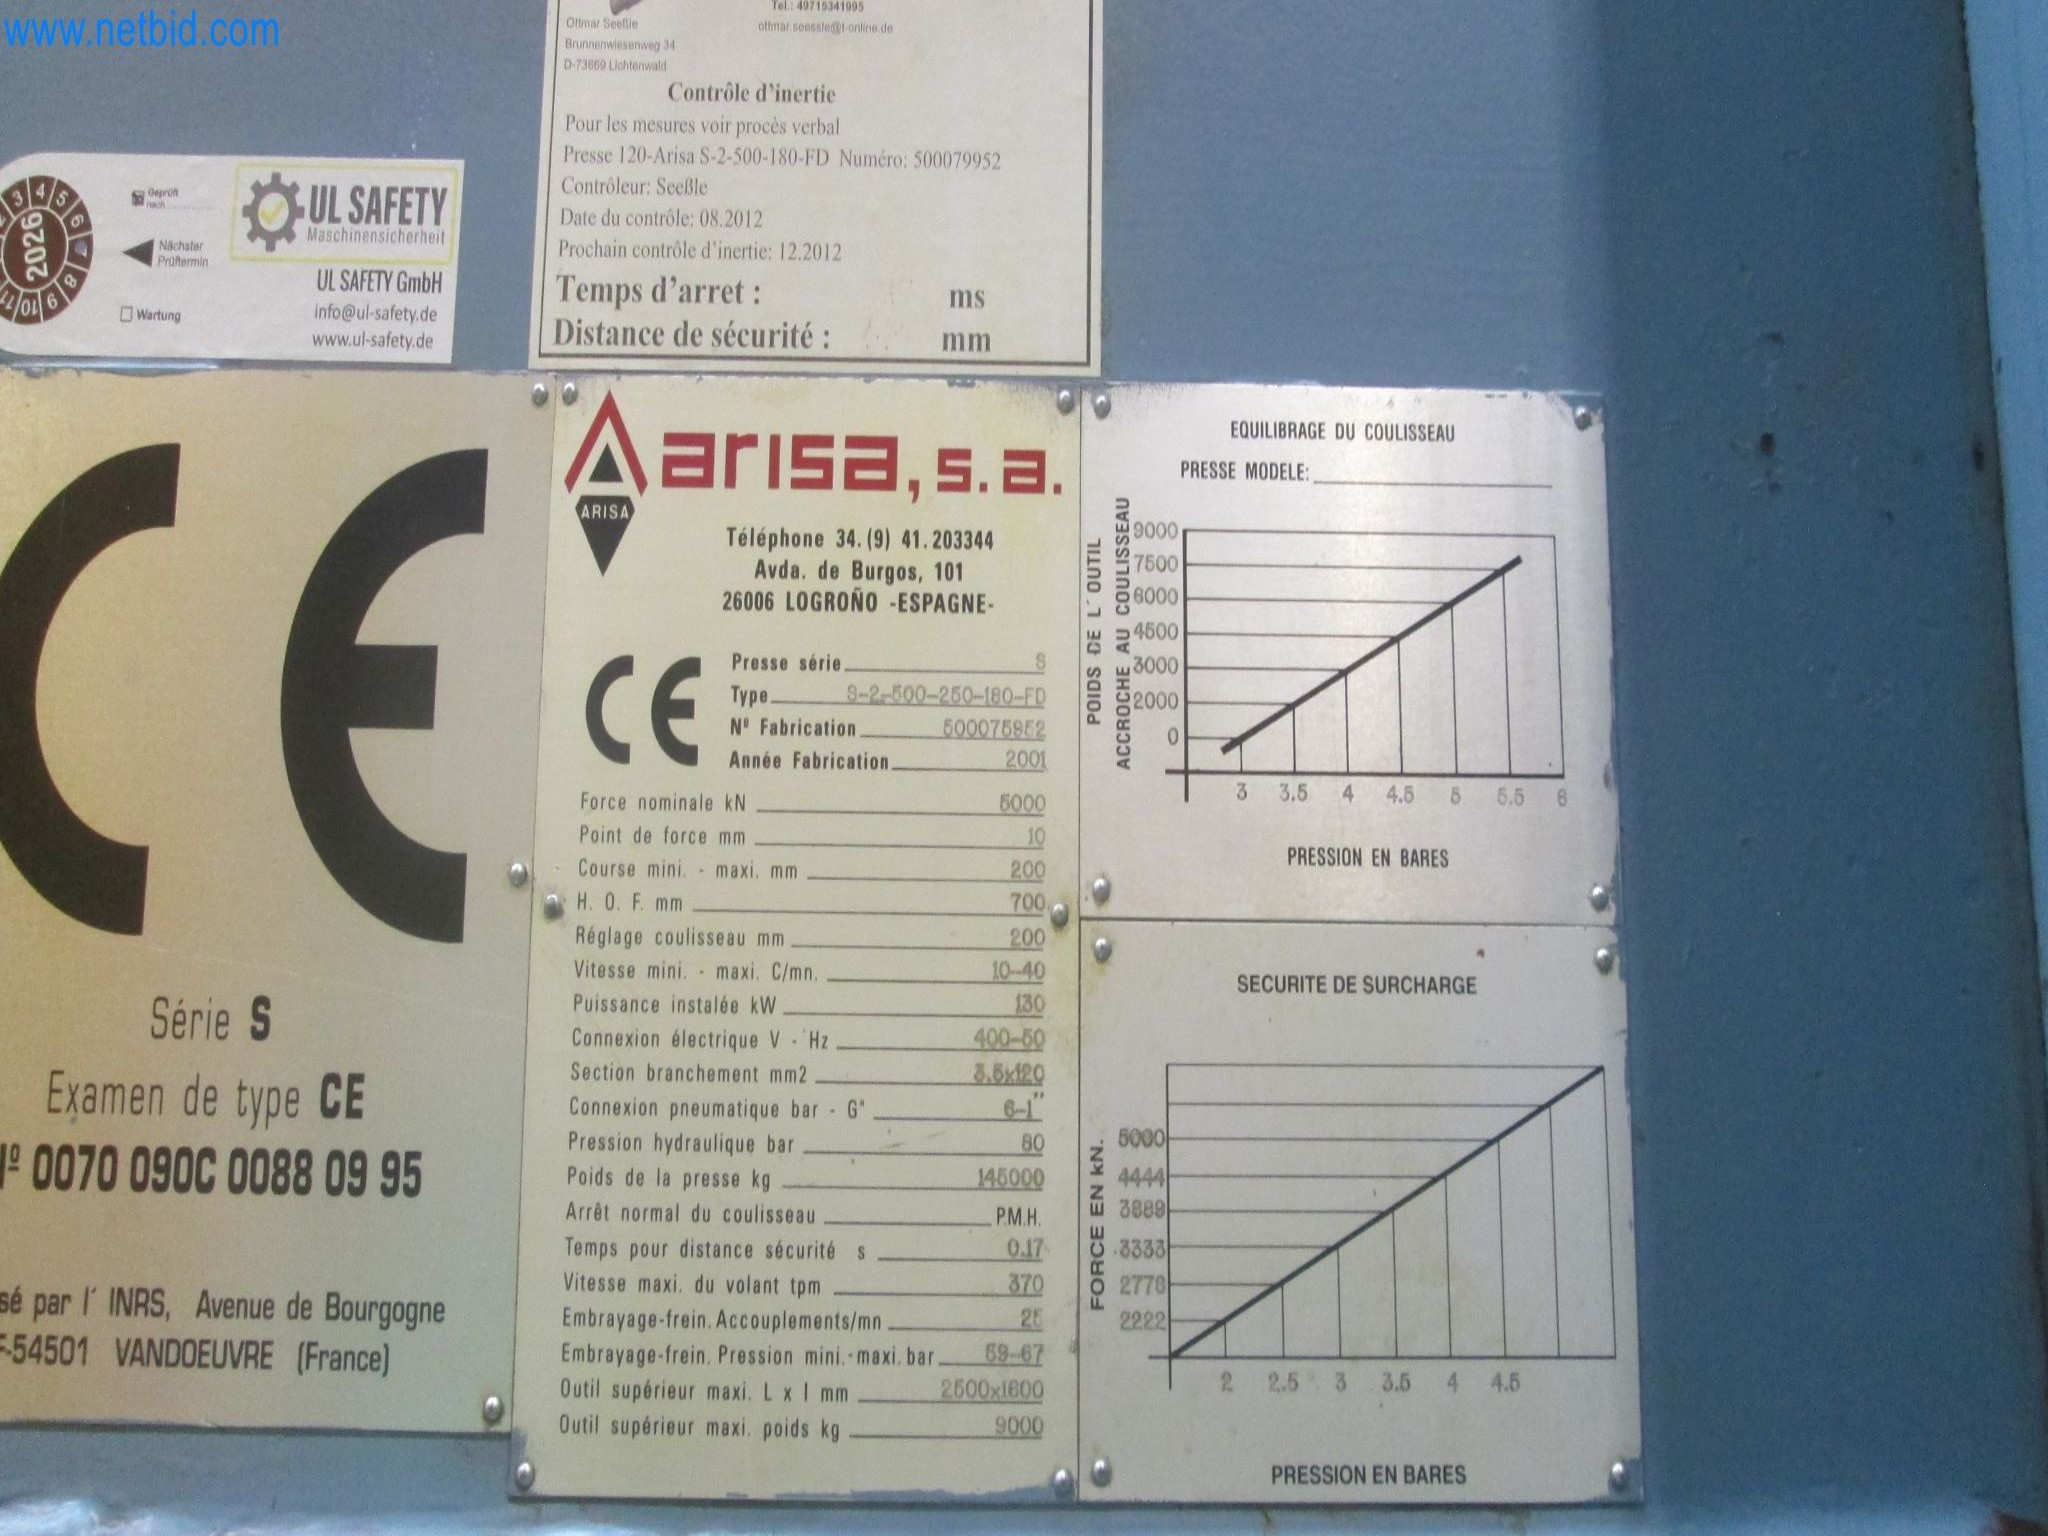 www.netbid.com
Ottmar Seeßle
Brunnenwiesenweg 34
D-73669 Lichtenwald
Tel.: 49715341995
ottmar.seessle@t-online.de
Contrôle d'inertie
Pour les mesures voir procès verbal
Presse 120-Arisa S-2-500-180-FD Numéro: 500079952
Contrôleur: Seeßle
Date du contrôle: 08.2012
Prochain contrôle d'inertie: 12.2012
Temps d'arret : ms
Distance de sécurité : mm
2026
3 4 5 6 8 9 10 11
Geprüft nach
Nächster Prüftermin
Wartung
UL SAFETY
Maschinensicherheit
UL SAFETY GmbH
info@ul-safety.de
www.ul-safety.de
CE
Série S
Examen de type CE
Nº 0070 090C 0088 09 95
sé par l' INRS, Avenue de Bourgogne
F-54501 VANDOEUVRE (France)
ARISA
arisa, s.a.
Téléphone 34.(9) 41.203344
Avda. de Burgos, 101
26006 LOGROÑO -ESPAGNE-
CE
Presse série S
Type S-2-500-250-180-FD
Nº Fabrication
Année Fabrication 2001
Force nominale kN 5000
Point de force mm 10
Course mini. - maxi. mm 200
H. O. F. mm 700
Réglage coulisseau mm 200
Vitesse mini. - maxi. C/mn. 10-40
Puissance instalée kW 130
Connexion électrique V - Hz 400-50
Section branchement mm2 3.5x120
Connexion pneumatique bar - G" 6-1"
Pression hydraulique bar 80
Poids de la presse kg 145000
Arrêt normal du coulisseau P.M.H.
Temps pour distance sécurité s 0.17
Vitesse maxi. du volant tpm 370
Embrayage-frein. Accouplements/mn
Embrayage-frein. Pression mini.-maxi. bar 59-67
Outil supérieur maxi. L x l mm 2500x1600
Outil supérieur maxi. poids kg 9000
EQUILIBRAGE DU COULISSEAU
PRESSE MODELE:
POIDS DE L'OUTIL
ACCROCHE AU COULISSEAU
9000
7500
6000
4500
3000
2000
0
3 3.5 4 4.5 5 5.5 6
PRESSION EN BARES
SECURITE DE SURCHARGE
FORCE EN kN.
5000
4444
3889
3333
2778
2222
2 2.5 3 3.5 4 4.5
PRESSION EN BARES